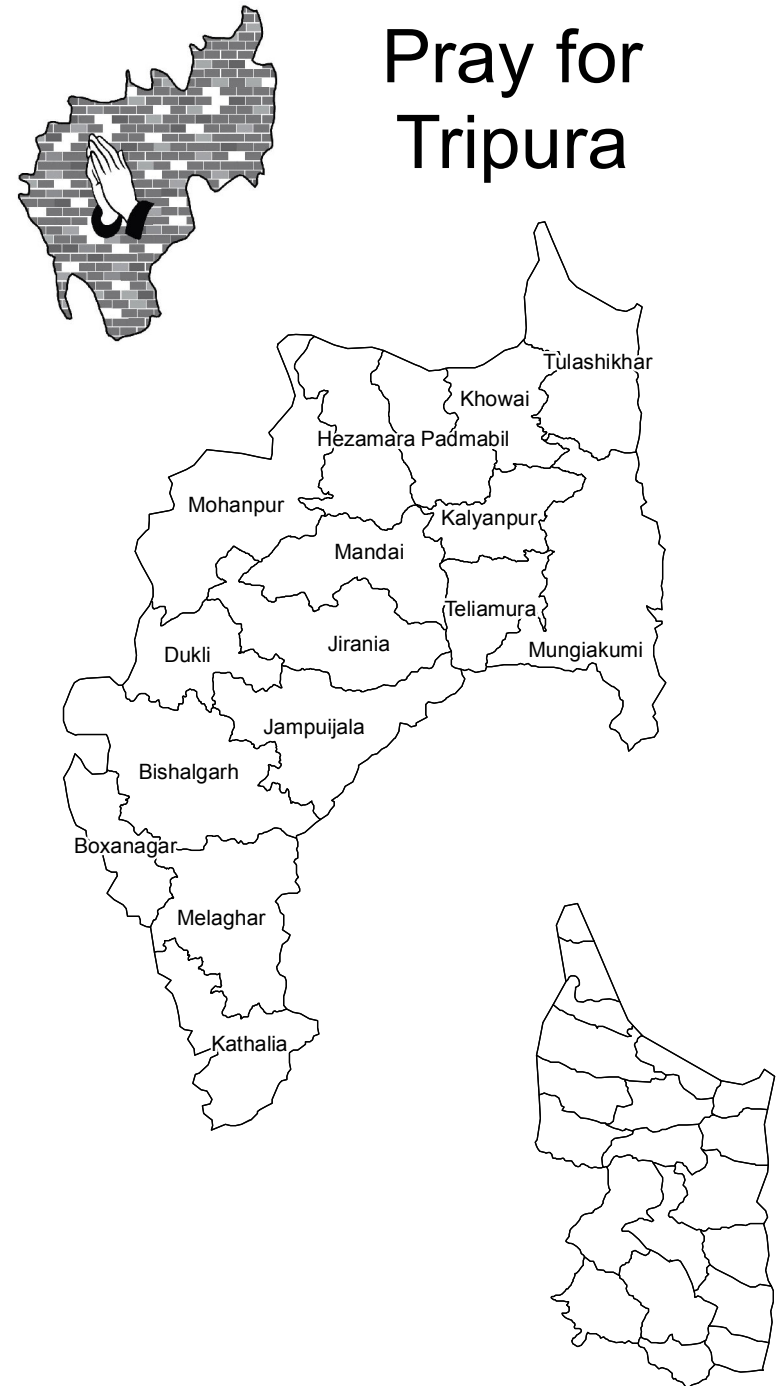 Pray for
Tripura
Tulashikhar
Khowai
Hezamara Padmabil
Mohanpur
Kalyanpur
Mandai
Teliamura
Jirania
Mungiakumi
Dukli
Jampuijala
Bishalgarh
Boxanagar
Melaghar
Kathalia